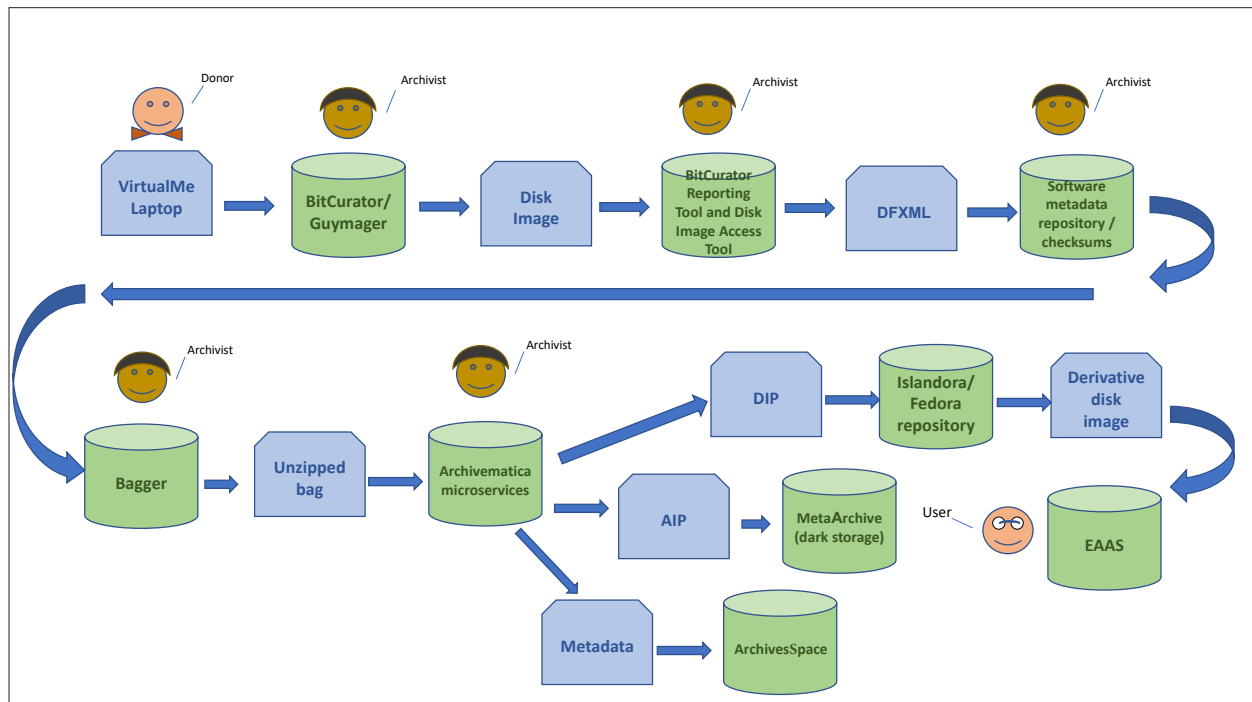 Donor
Archivist
Archivist
Archivist
VirtualMe
Laptop
BitCurator/
Guymager
Disk
Image
BitCurator
Reporting
Tool and Disk
Image Access
Tool
DFXML
Software
metadata
repository /
checksums
Archivist
Archivist
Bagger
Unzipped
bag
Archivematica
microservices
DIP
Islandora/
Fedora
repository
Derivative
disk
image
AIP
MetaArchive
(dark storage)
User
EAAS
Metadata
ArchivesSpace